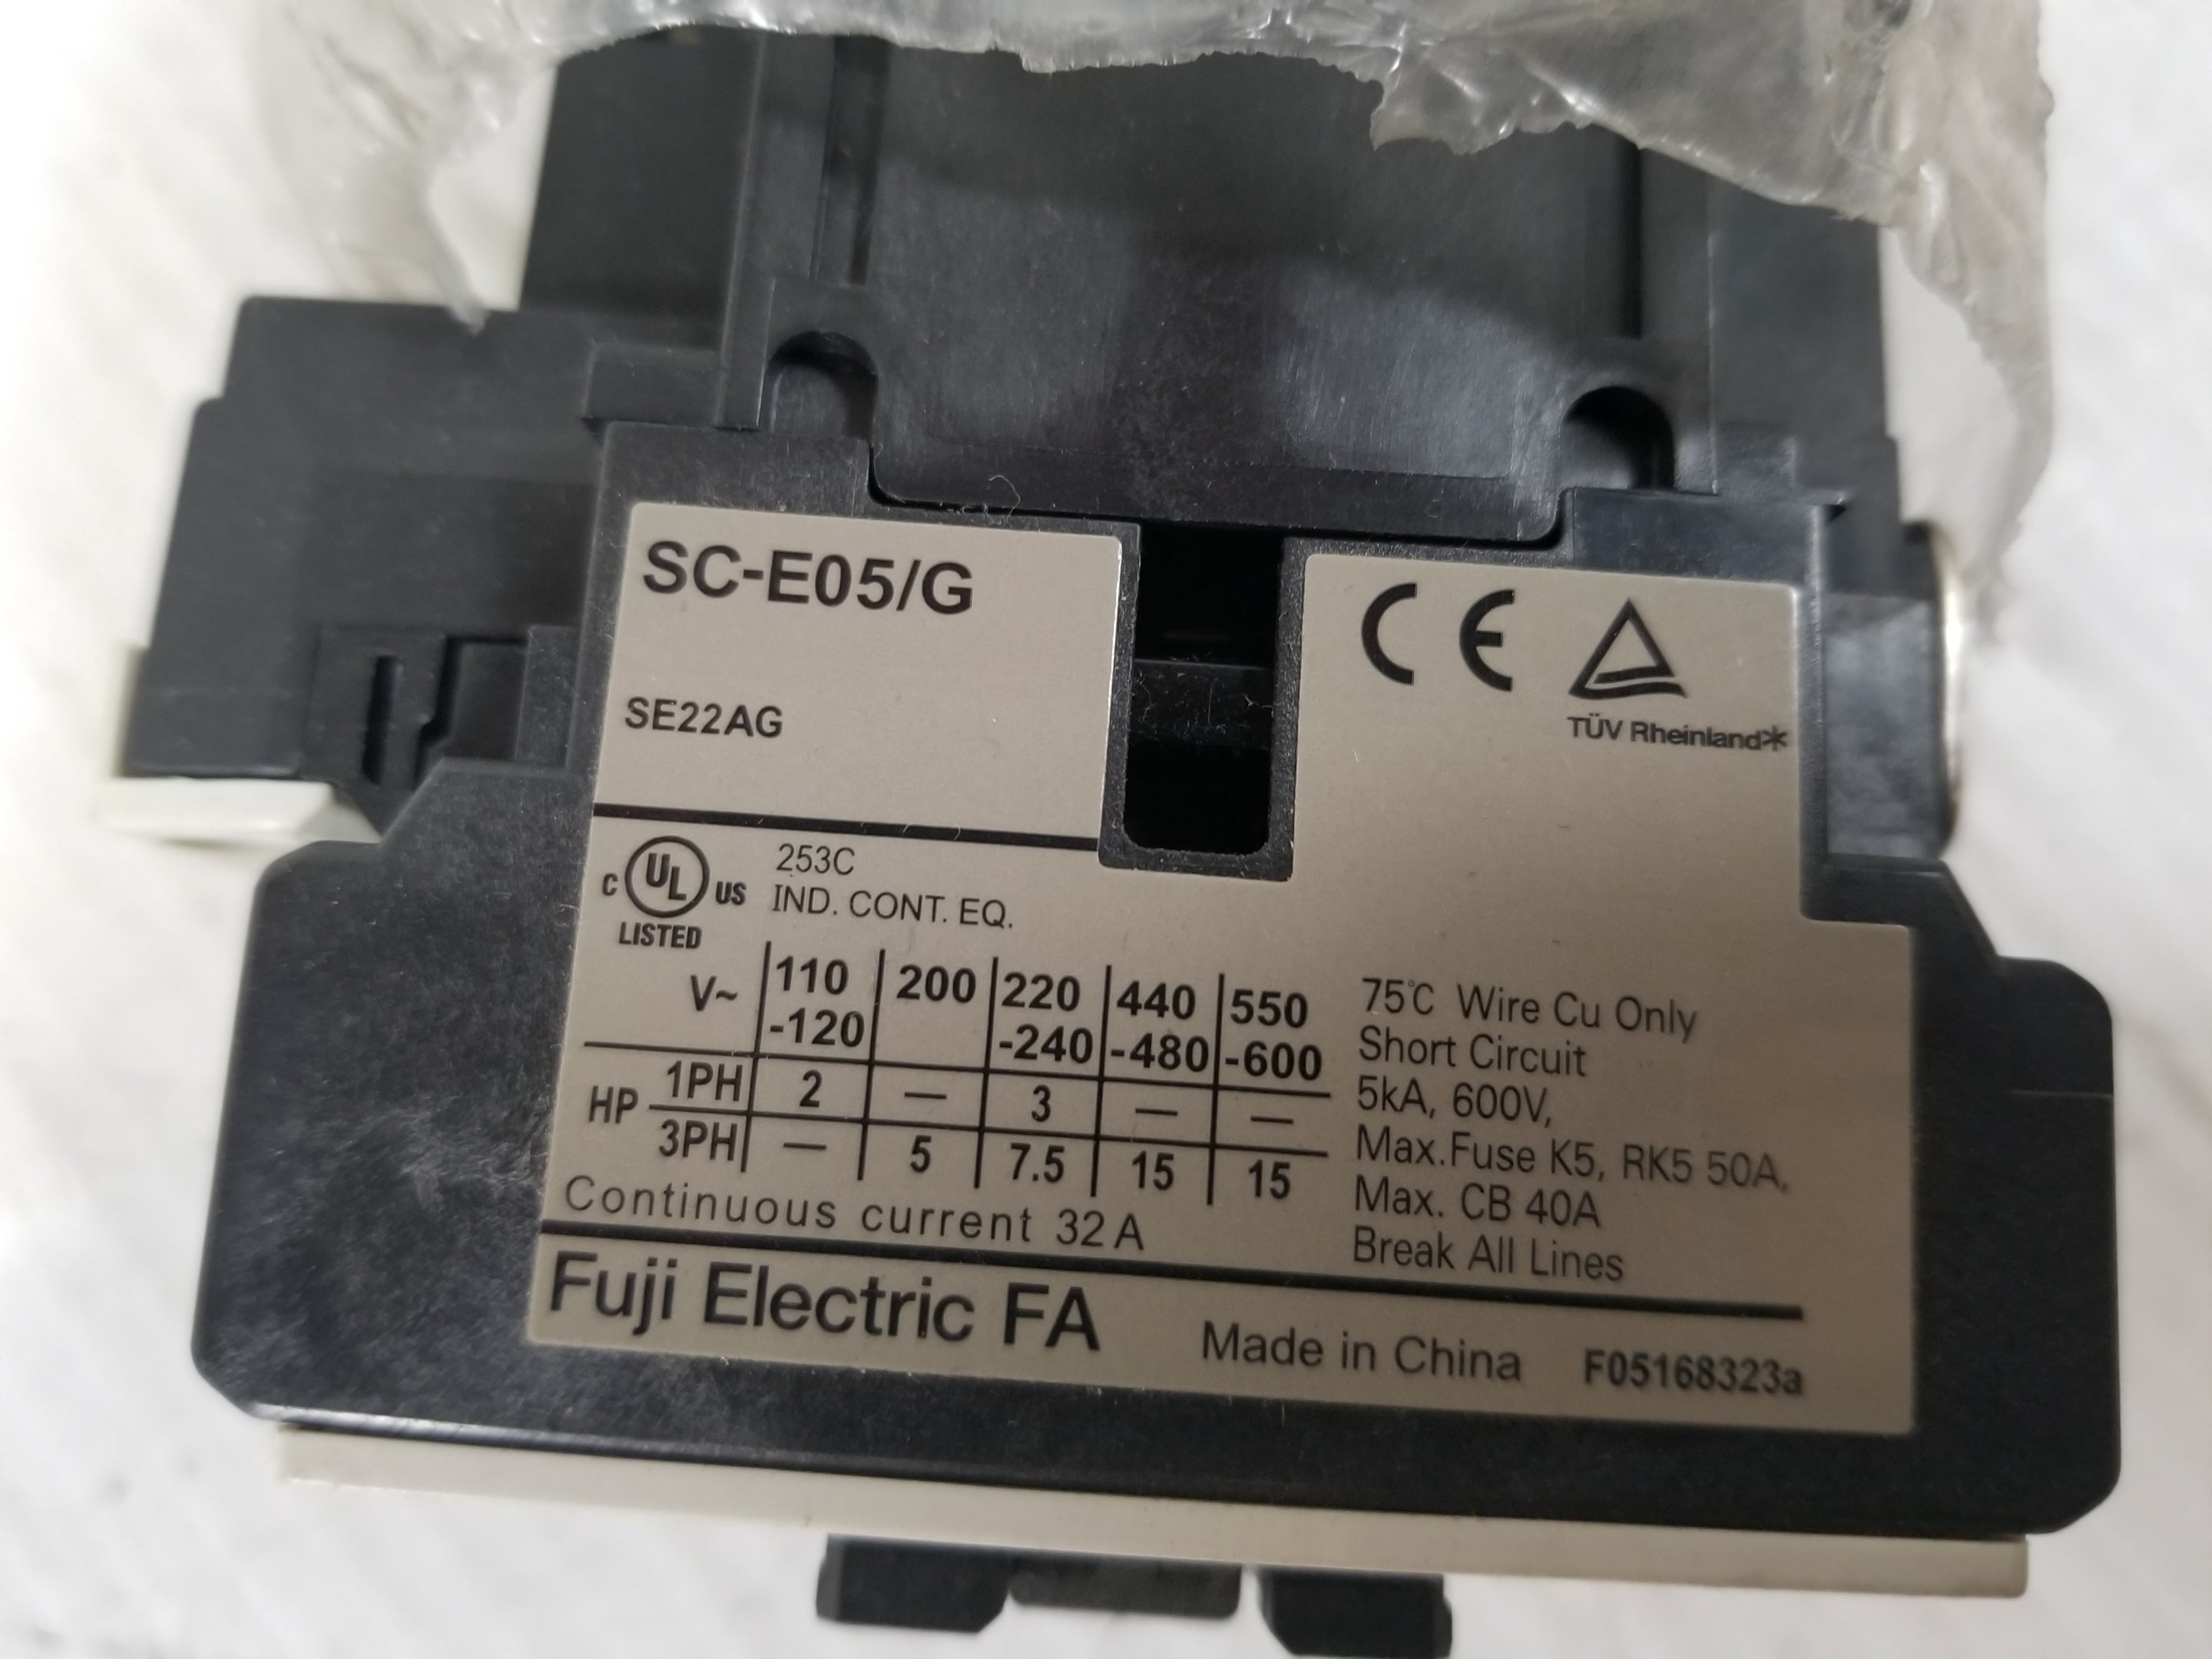 SC-E05/G
SE22AG
CE
TÜV Rheinland
C UL US
LISTED
253C
IND. CONT. EQ.
V~ 110-120 200 220-240 440-480 550-600
HP 1PH 2 — 3 — —
3PH — 5 7.5 15 15
Continuous current 32A
75℃ Wire Cu Only
Short Circuit
5kA, 600V,
Max.Fuse K5, RK5 50A,
Max. CB 40A
Break All Lines
Fuji Electric FA
Made in China F05168323a